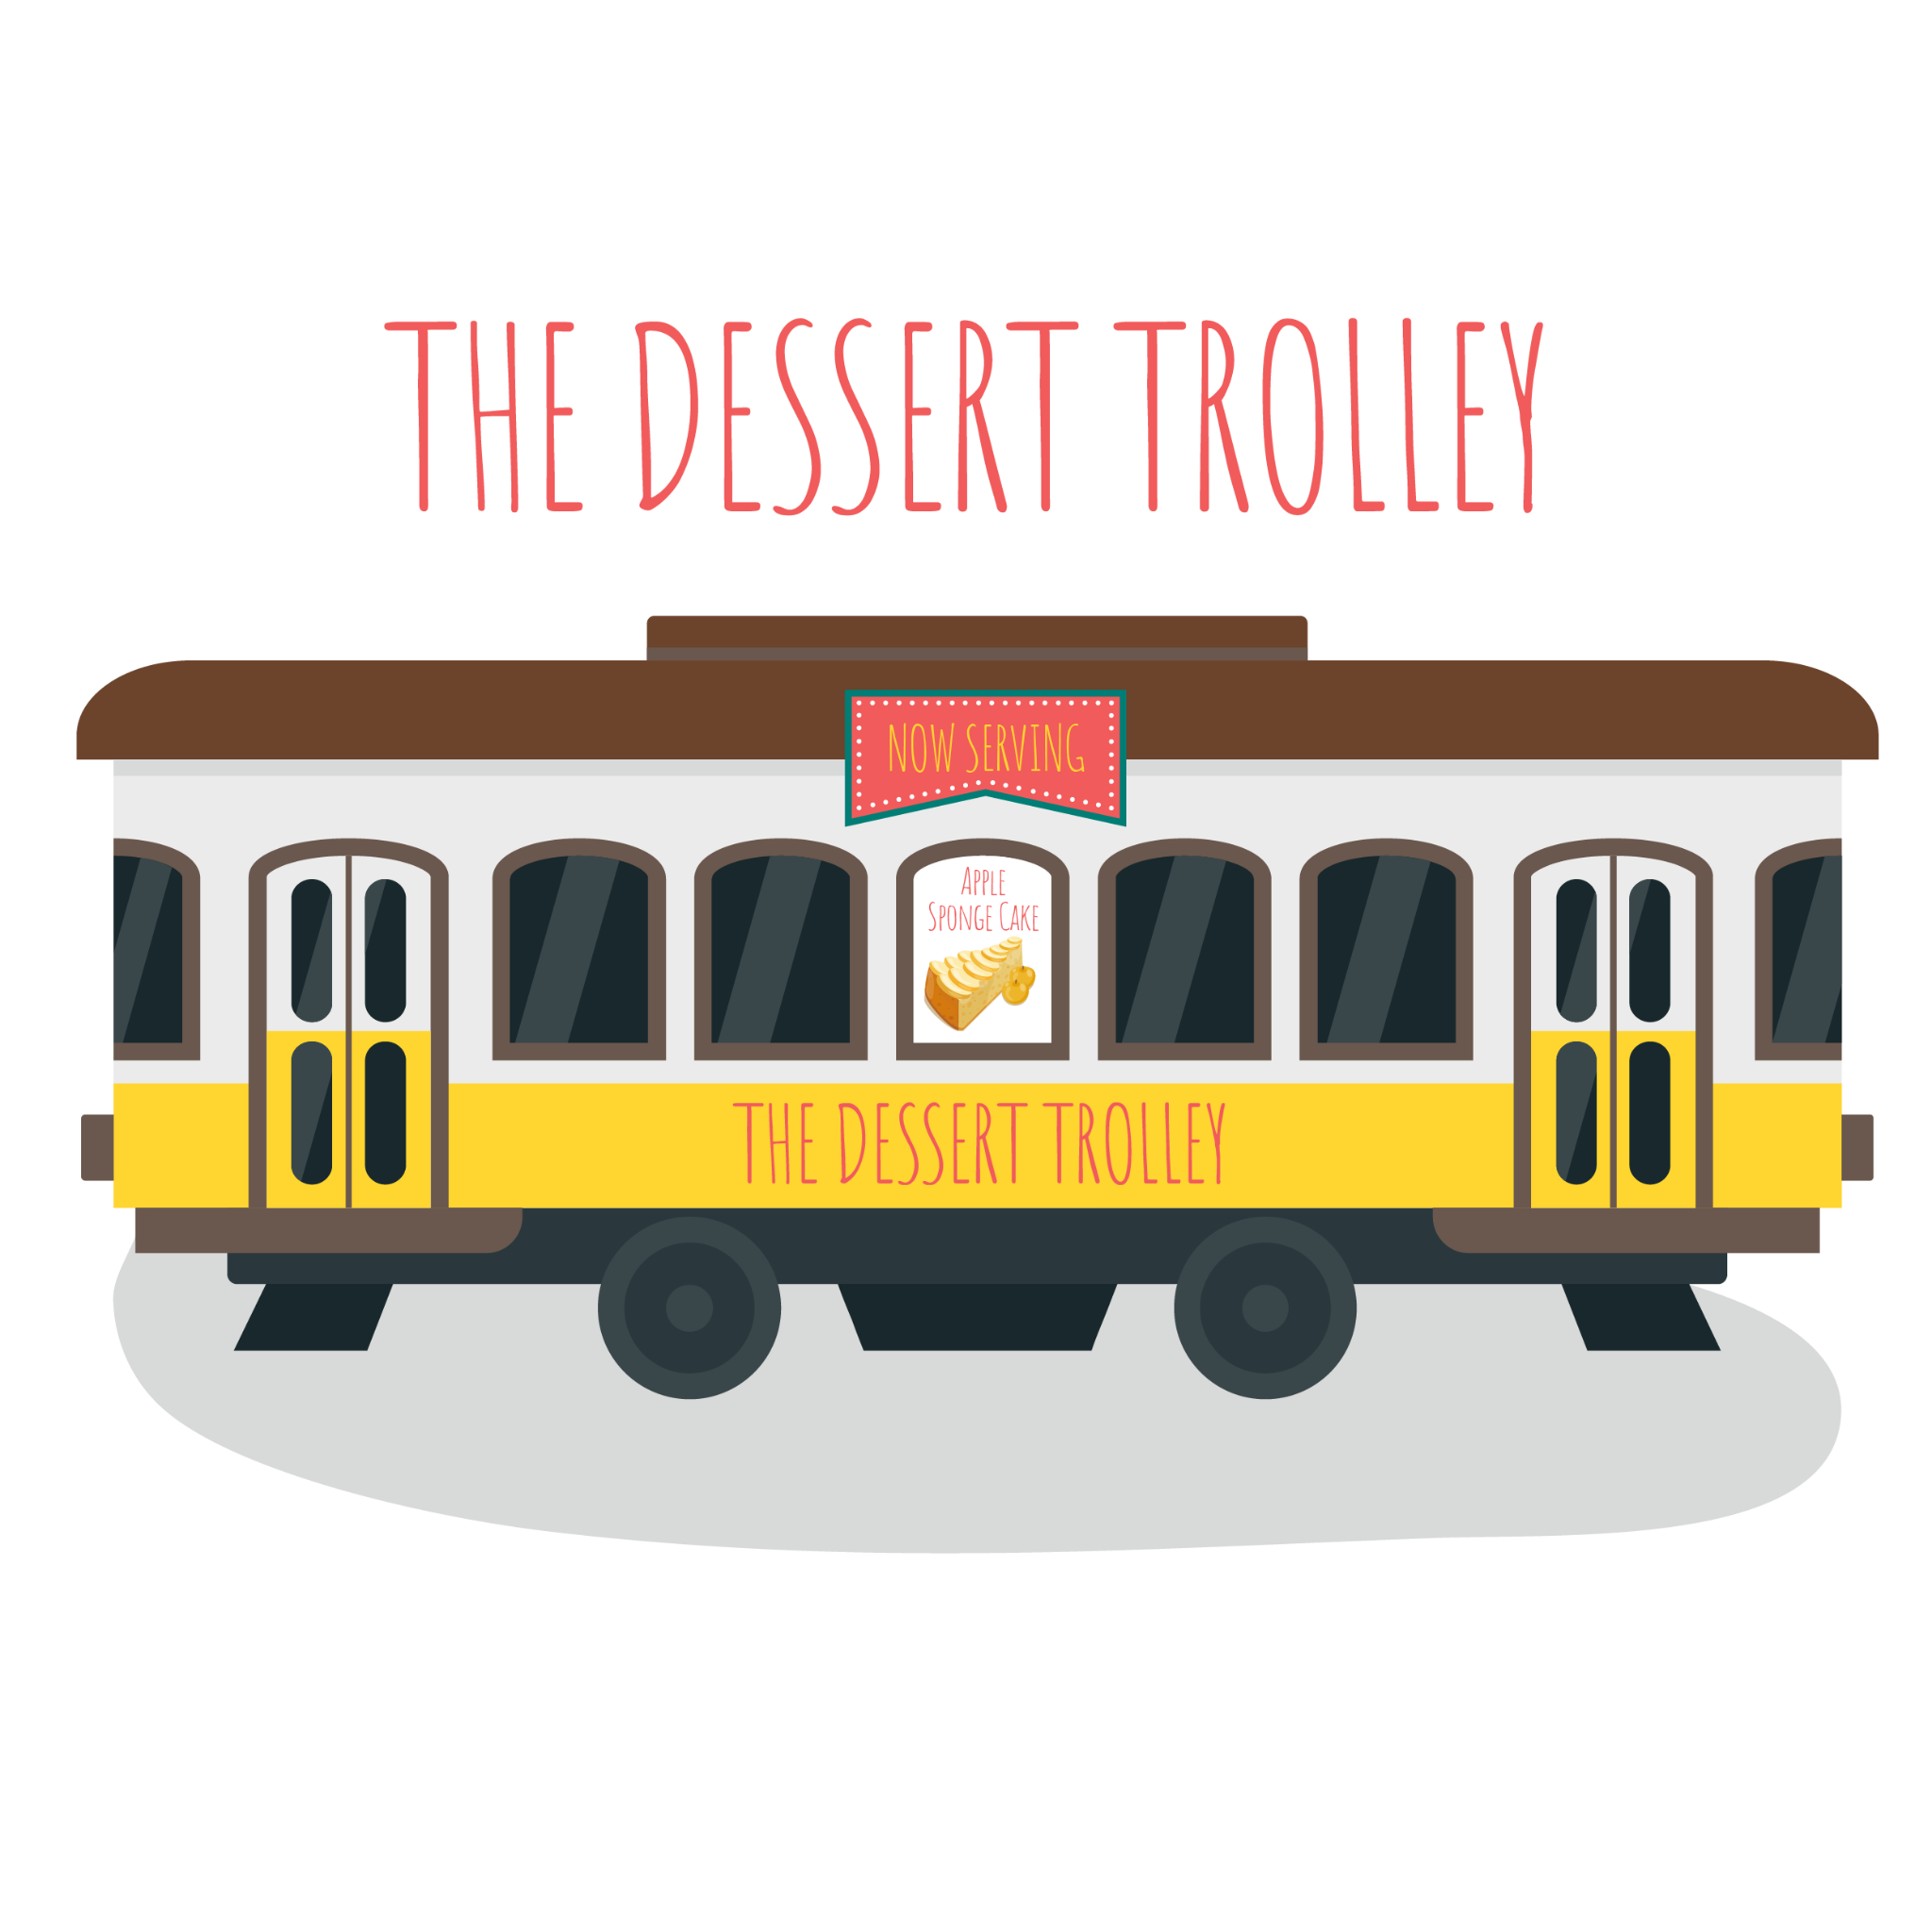 THE DESSERT TROLLEY
NOW SERVING
APPLE
SPONGE CAKE
THE DESSERT TROLLEY